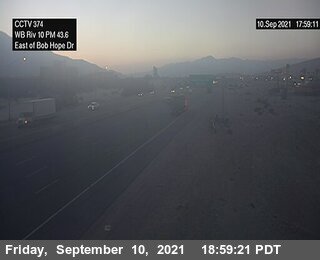 CCTV 374
WB Riv 10 PM 43.6
East of Bob Hope Dr
10.Sep 2021 17:59:11
Friday, September 10, 2021 18:59:21 PDT